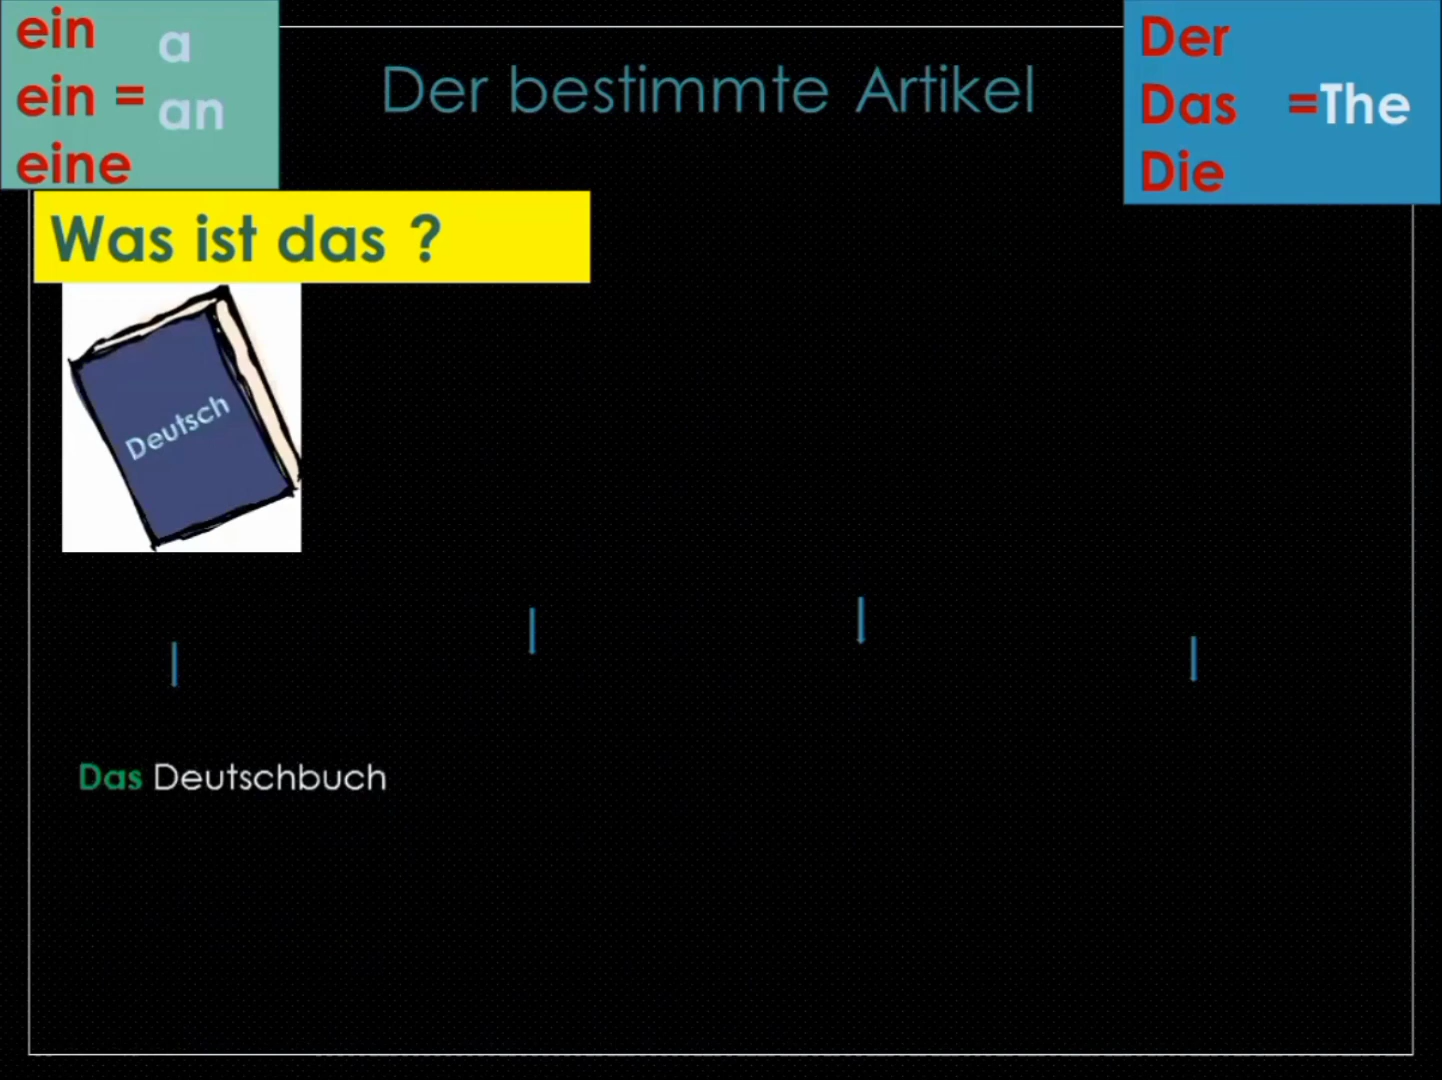 ein a
ein = an
eine
Der bestimmte Artikel
Der
Das =The
Die
Was ist das ?
Deutsch
Das Deutschbuch